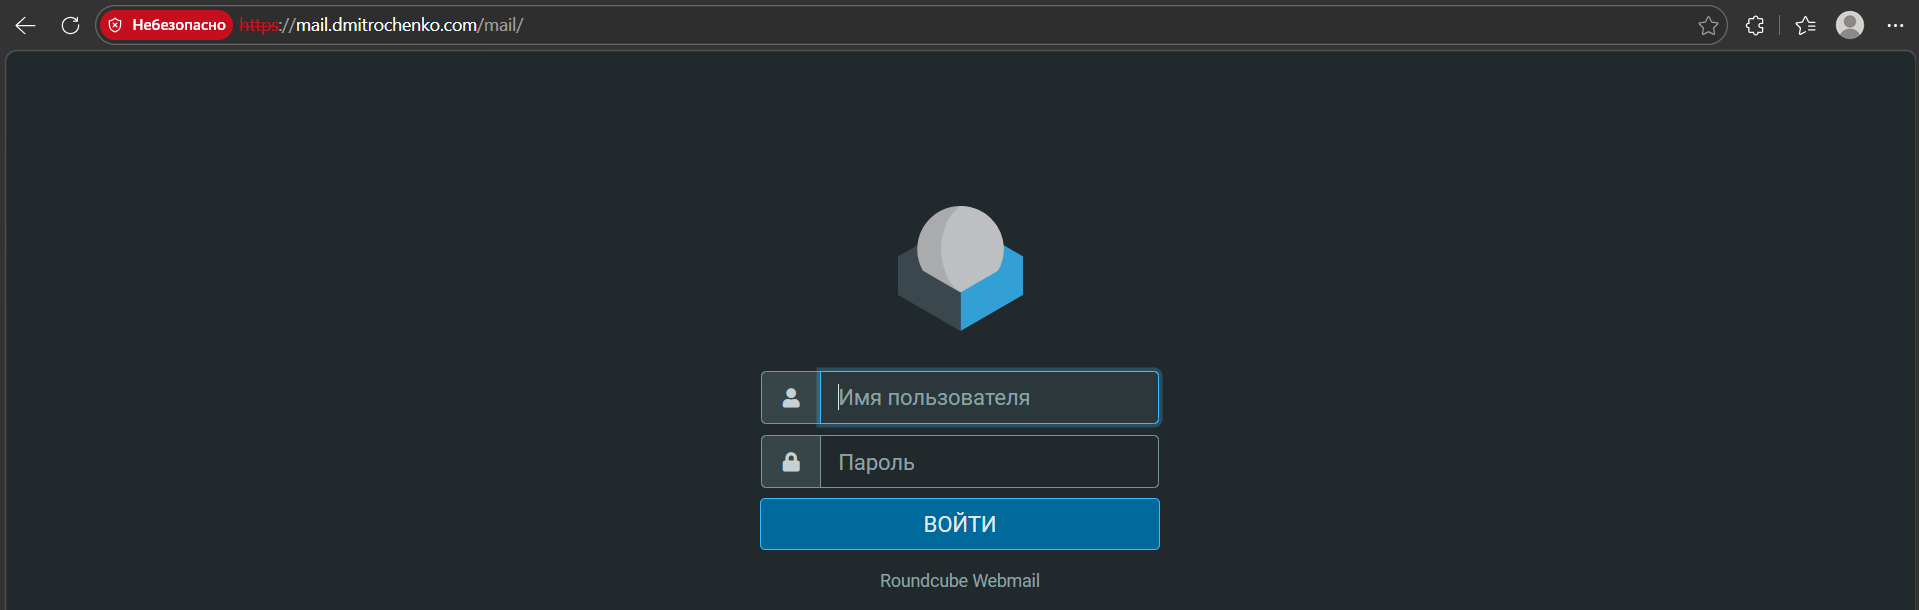 Небезопасно https://mail.dmitrochenko.com/mail/
Имя пользователя
Пароль
ВОЙТИ
Roundcube Webmail